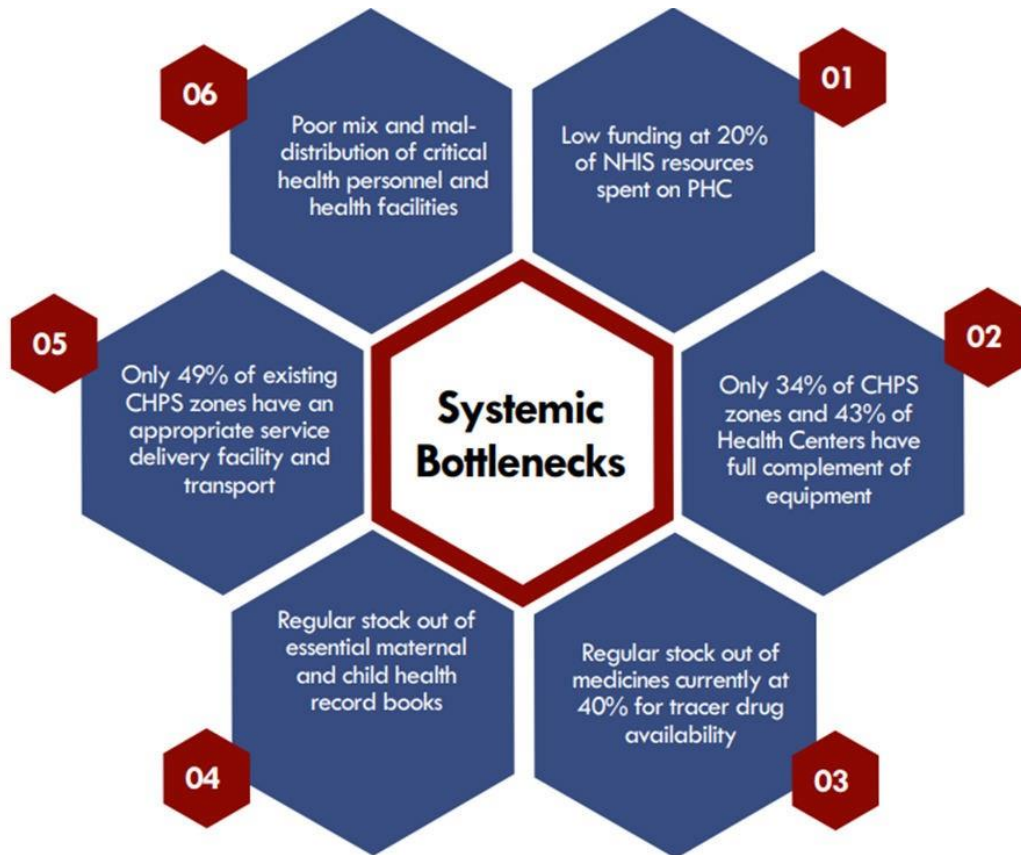 Systemic
Bottlenecks
01
Low funding at 20%
of NHIS resources
spent on PHC
02
Only 34% of CHPS
zones and 43% of
Health Centers have
full complement of
equipment
03
Regular stock out of
medicines currently at
40% for tracer drug
availability
04
Regular stock out of
essential maternal
and child health
record books
05
Only 49% of existing
CHPS zones have an
appropriate service
delivery facility and
transport
06
Poor mix and mal-
distribution of critical
health personnel and
health facilities